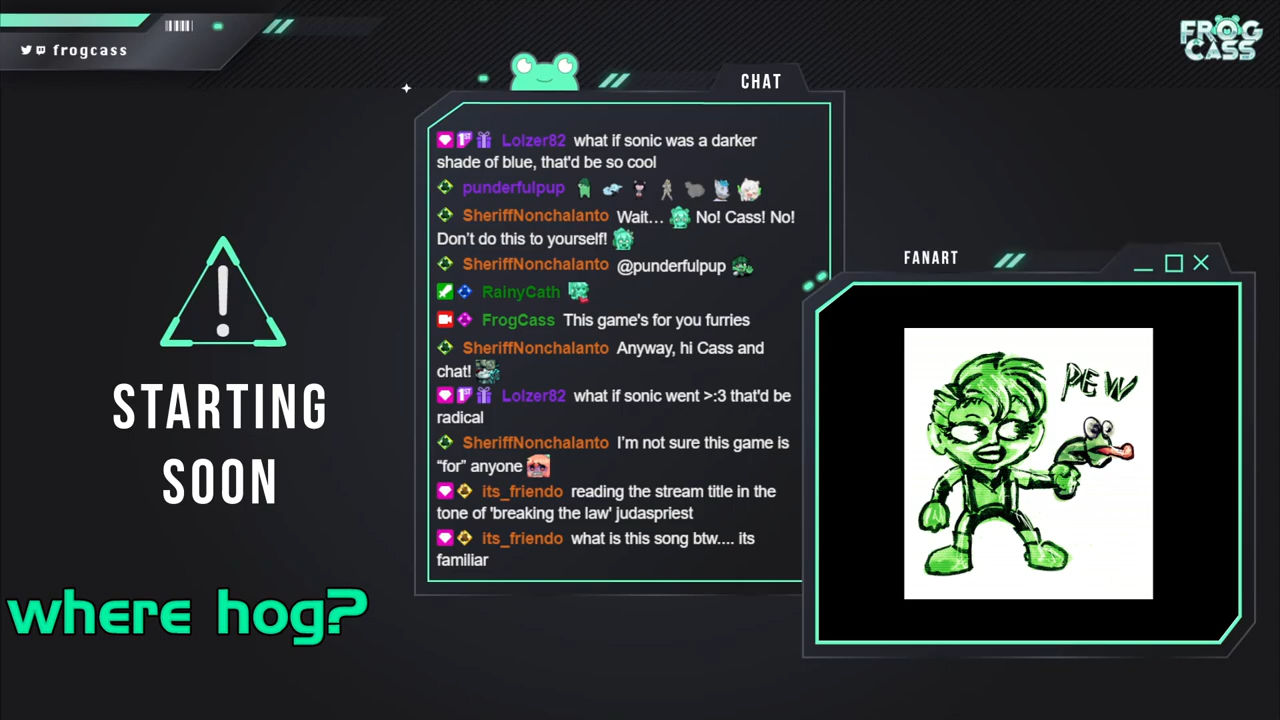 frogcass
FROG
CASS
CHAT
Lolzer82 what if sonic was a darker
shade of blue, that'd be so cool
punderfulpup
SheriffNonchalanto Wait… No! Cass! No!
Don’t do this to yourself!
SheriffNonchalanto @punderfulpup
RainyCath
FrogCass This game's for you furries
SheriffNonchalanto Anyway, hi Cass and
chat!
Lolzer82 what if sonic went >:3 that'd be
radical
SheriffNonchalanto I’m not sure this game is
“for” anyone
its_friendo reading the stream title in the
tone of 'breaking the law' judaspriest
its_friendo what is this song btw.... its
familiar
STARTING
SOON
where hog?
FANART
PEW